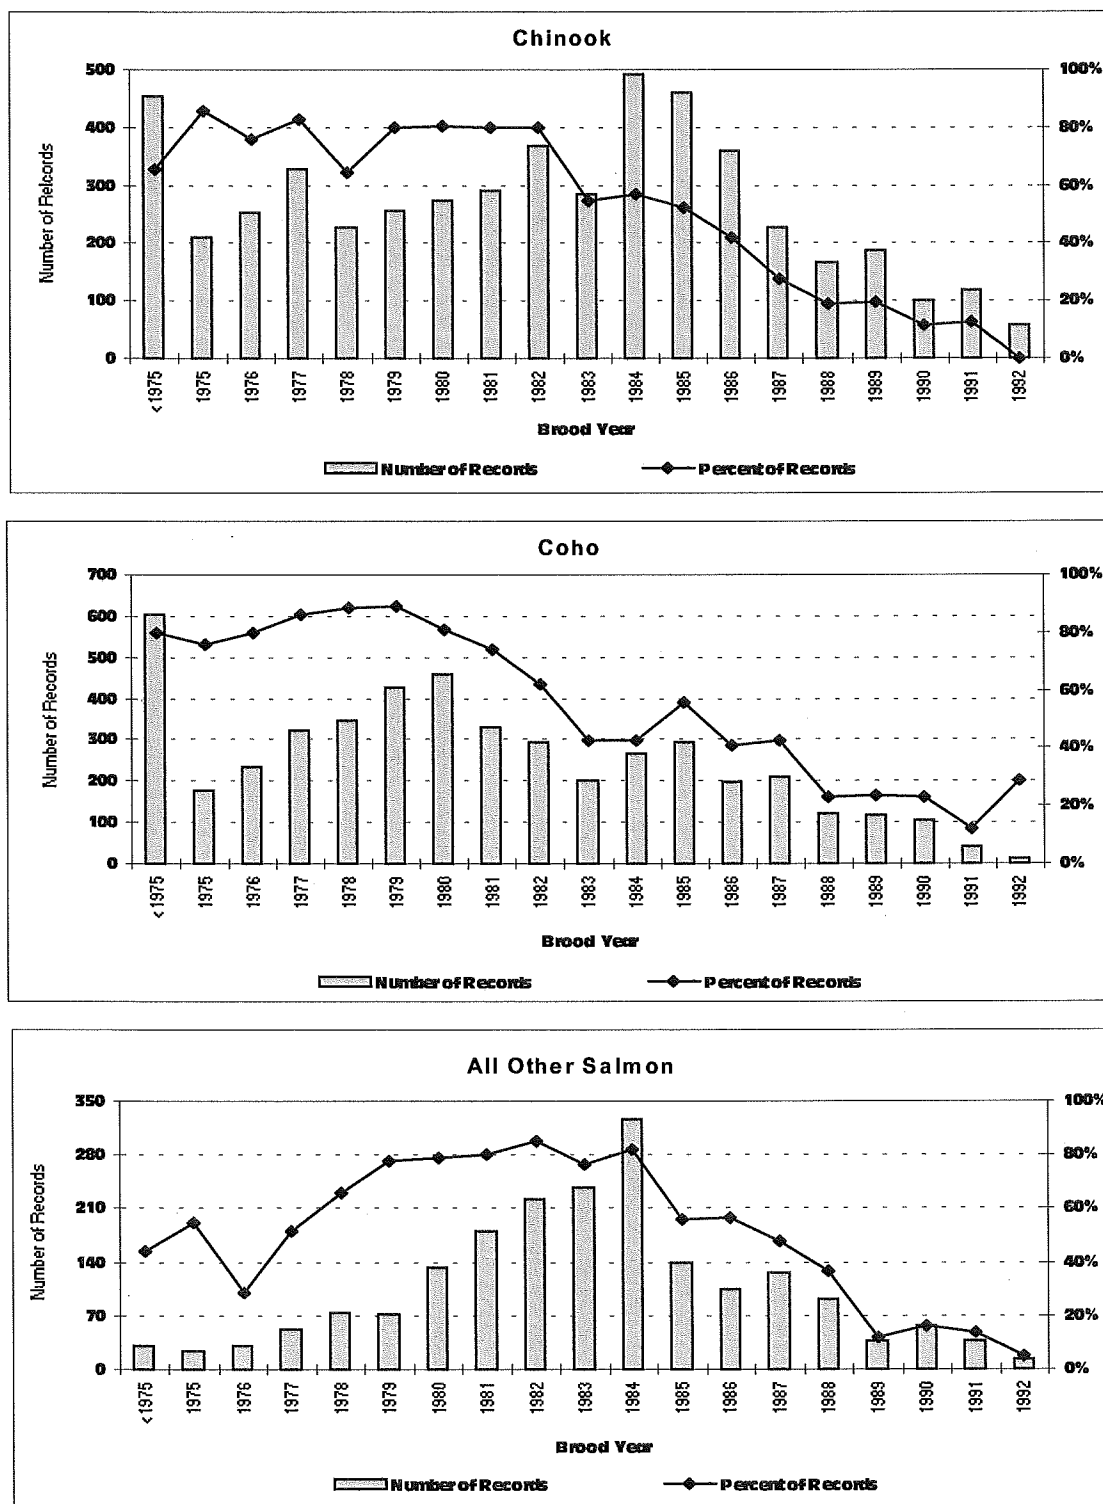 Chinook
500
400
300
200
100
0
Number of Relcords
100%
80%
60%
40%
20%
0%
<1975 1975 1976 1977 1978 1979 1980 1981 1982 1983 1984 1985 1986 1987 1988 1989 1990 1991 1992
Brood Year
Number of Records Percent of Records
Coho
700
600
500
400
300
200
100
0
Number of Records
100%
80%
60%
40%
20%
0%
<1975 1975 1976 1977 1978 1979 1980 1981 1982 1983 1984 1985 1986 1987 1988 1989 1990 1991 1992
Brood Year
Number of Records Percent of Records
All Other Salmon
350
280
210
140
70
0
Number of Records
100%
80%
60%
40%
20%
0%
<1975 1975 1976 1977 1978 1979 1980 1981 1982 1983 1984 1985 1986 1987 1988 1989 1990 1991 1992
Brood Year
Number of Records Percent of Records